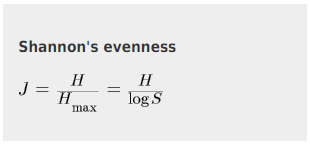 Shannon's evenness
J = H / H_max = H / log S